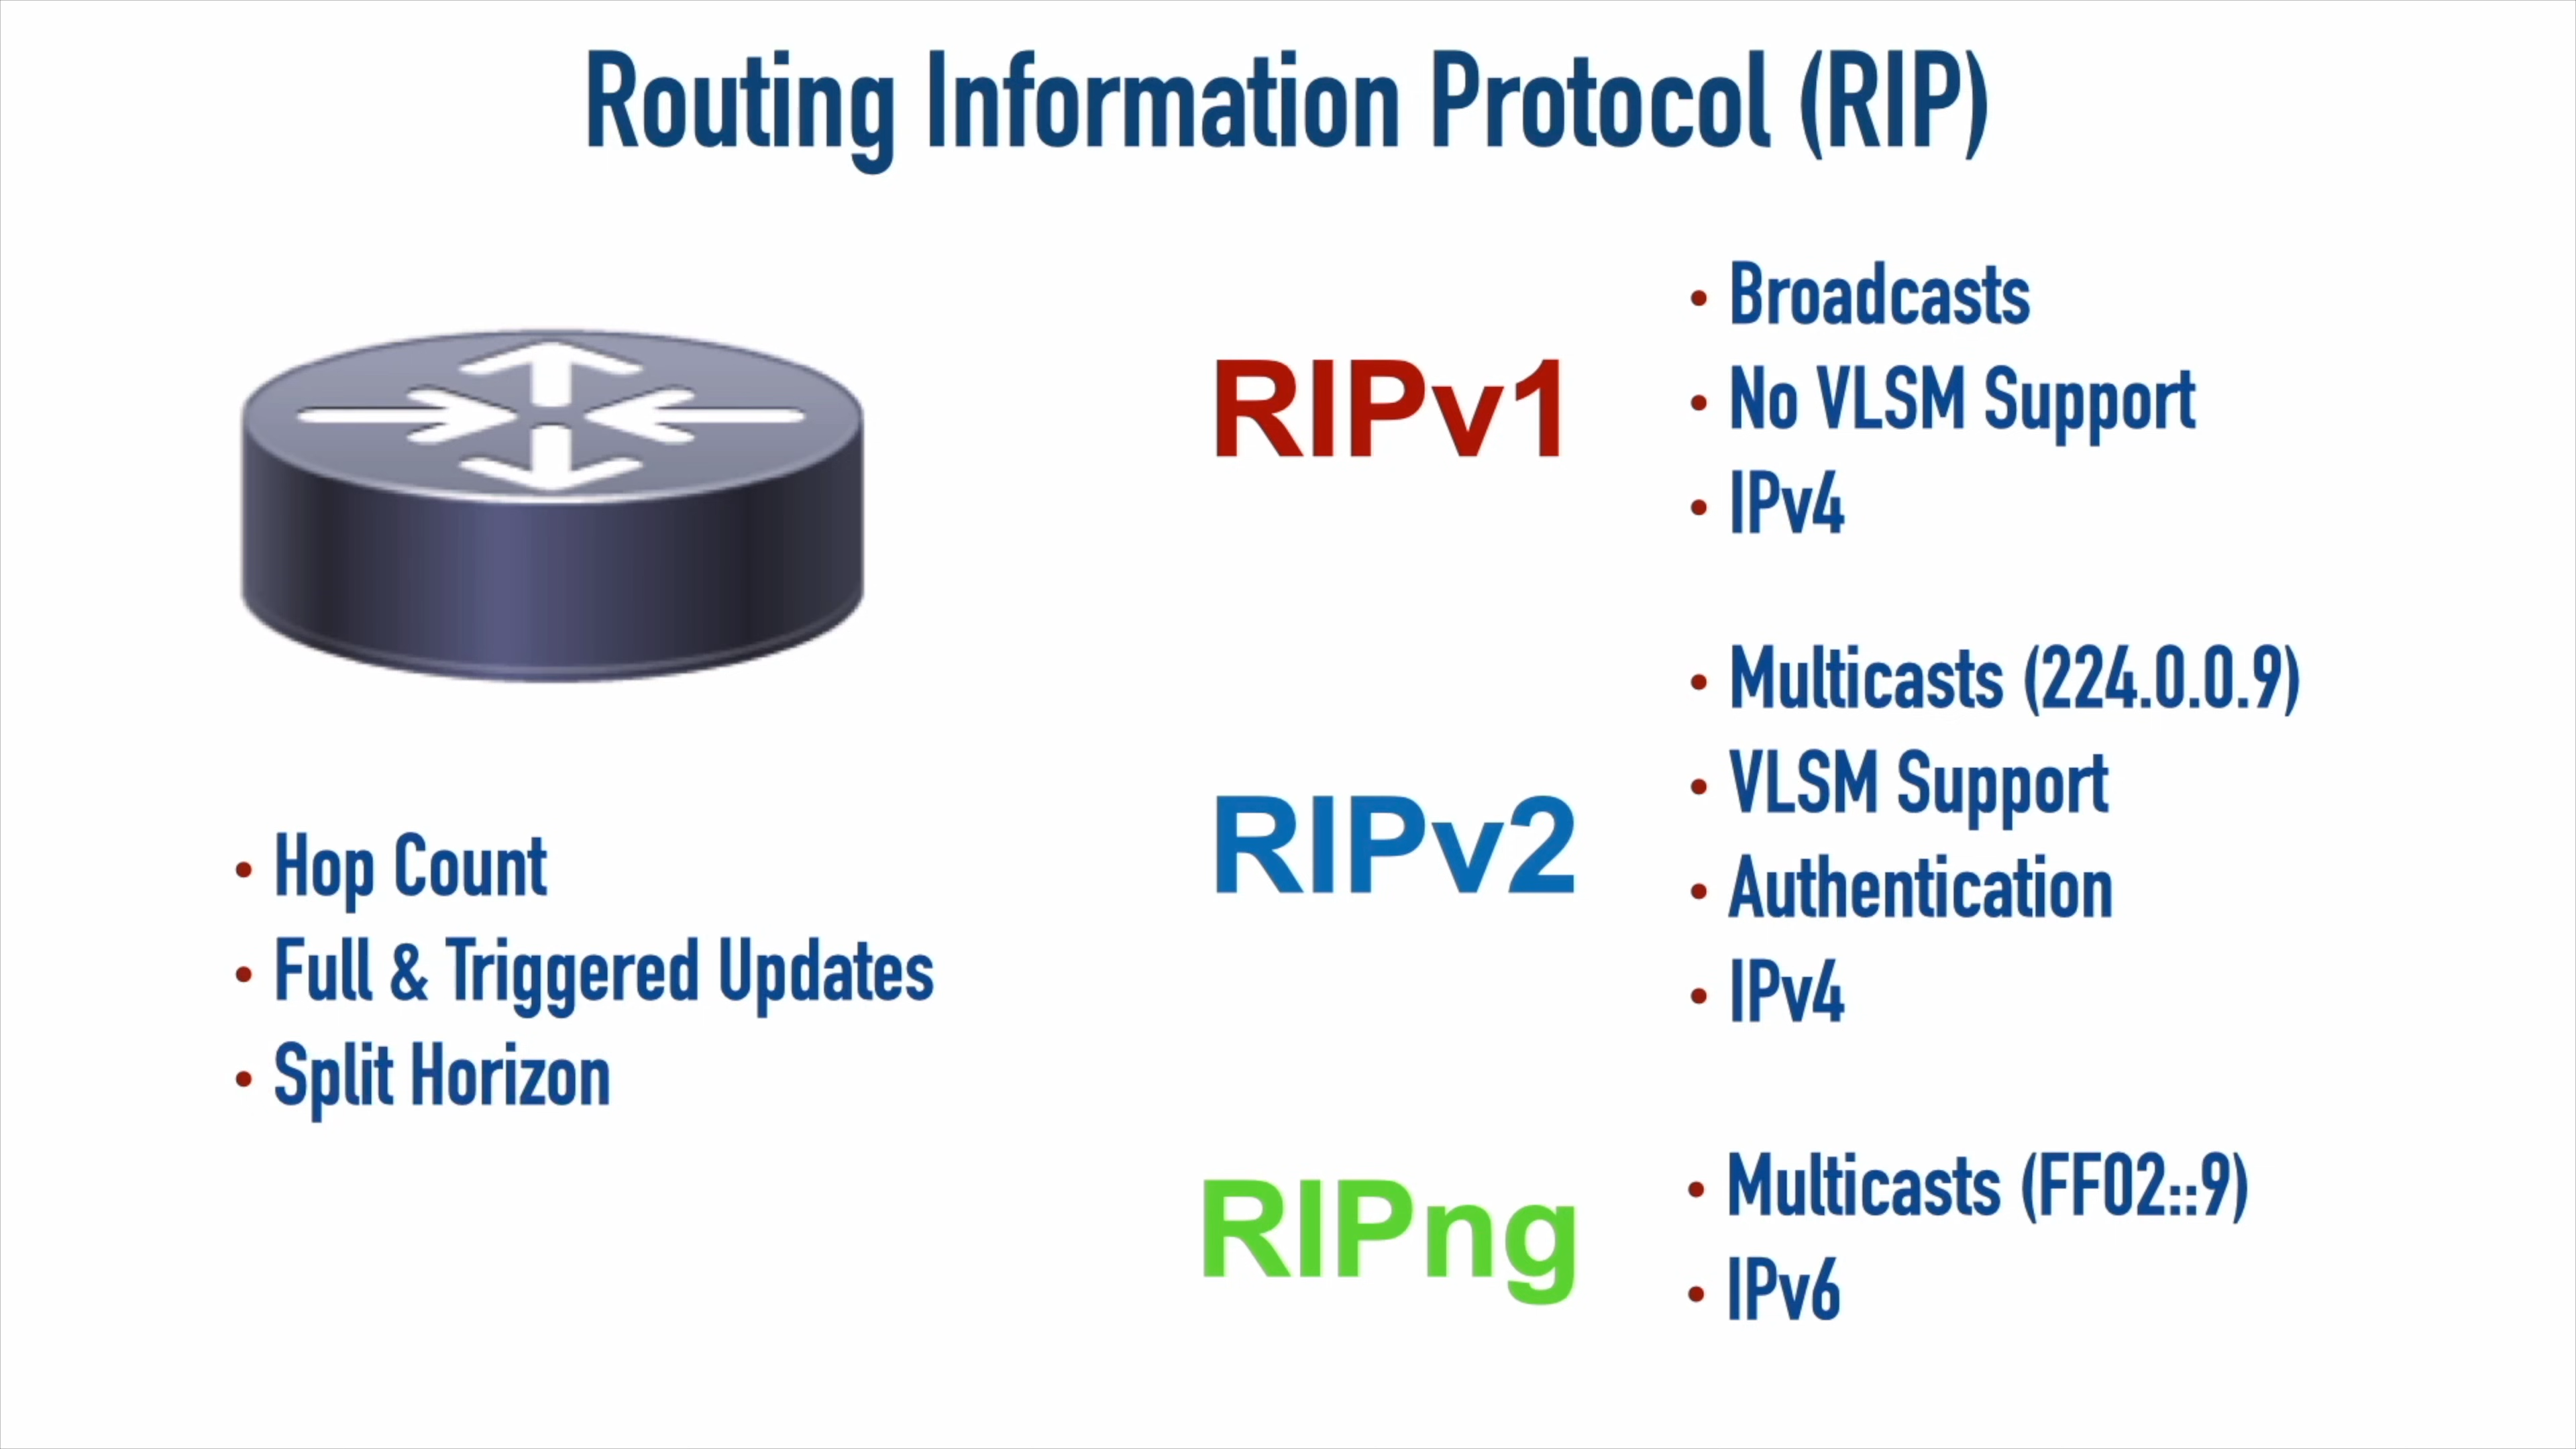 Routing Information Protocol (RIP)
• Hop Count
• Full & Triggered Updates
• Split Horizon
RIPv1
• Broadcasts
• No VLSM Support
• IPv4
RIPv2
• Multicasts (224.0.0.9)
• VLSM Support
• Authentication
• IPv4
RIPng
• Multicasts (FF02::9)
• IPv6